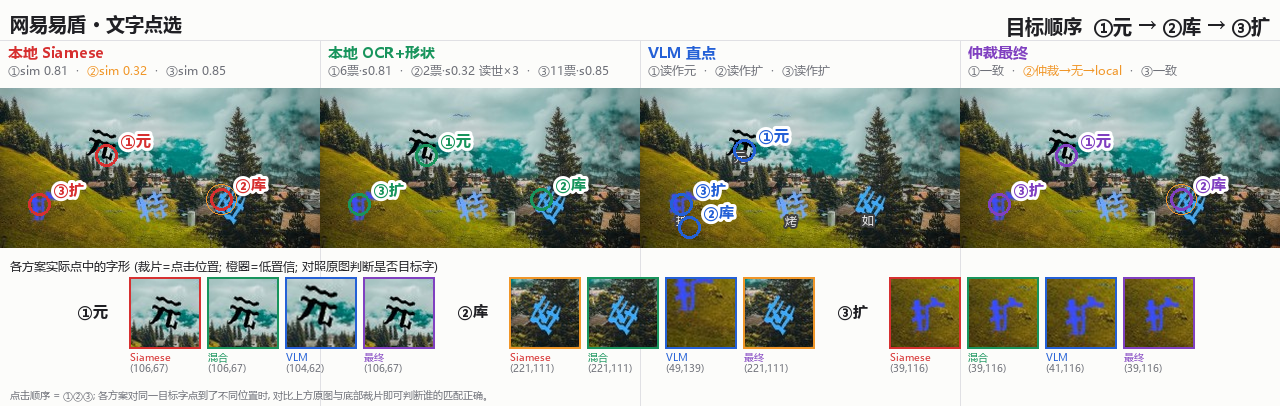 网易易盾·文字点选
目标顺序 ①元 → ②库 → ③扩
本地 Siamese
①sim 0.81 · ②sim 0.32 · ③sim 0.85
本地 OCR+形状
①6票·s0.81 · ②2票·s0.32 读世×3 · ③11票·s0.85
VLM 直点
①读作元 · ②读作扩 · ③读作扩
仲裁最终
①一致 · ②仲裁→无→local · ③一致
①元
②库
③扩
①元
②库
③扩
①元
②库
③扩
烤
如
①元
②库
③扩
各方案实际点中的字形 (裁片=点击位置; 橙圈=低置信; 对照原图判断是否目标字)
①元
②库
③扩
Siamese
(106,67)
混合
(106,67)
VLM
(104,62)
最终
(106,67)
Siamese
(221,111)
混合
(221,111)
VLM
(49,139)
最终
(221,111)
Siamese
(39,116)
混合
(39,116)
VLM
(41,116)
最终
(39,116)
点击顺序 = ①②③; 各方案对同一目标字点到了不同位置时, 对比上方原图与底部裁片即可判断谁的匹配正确。